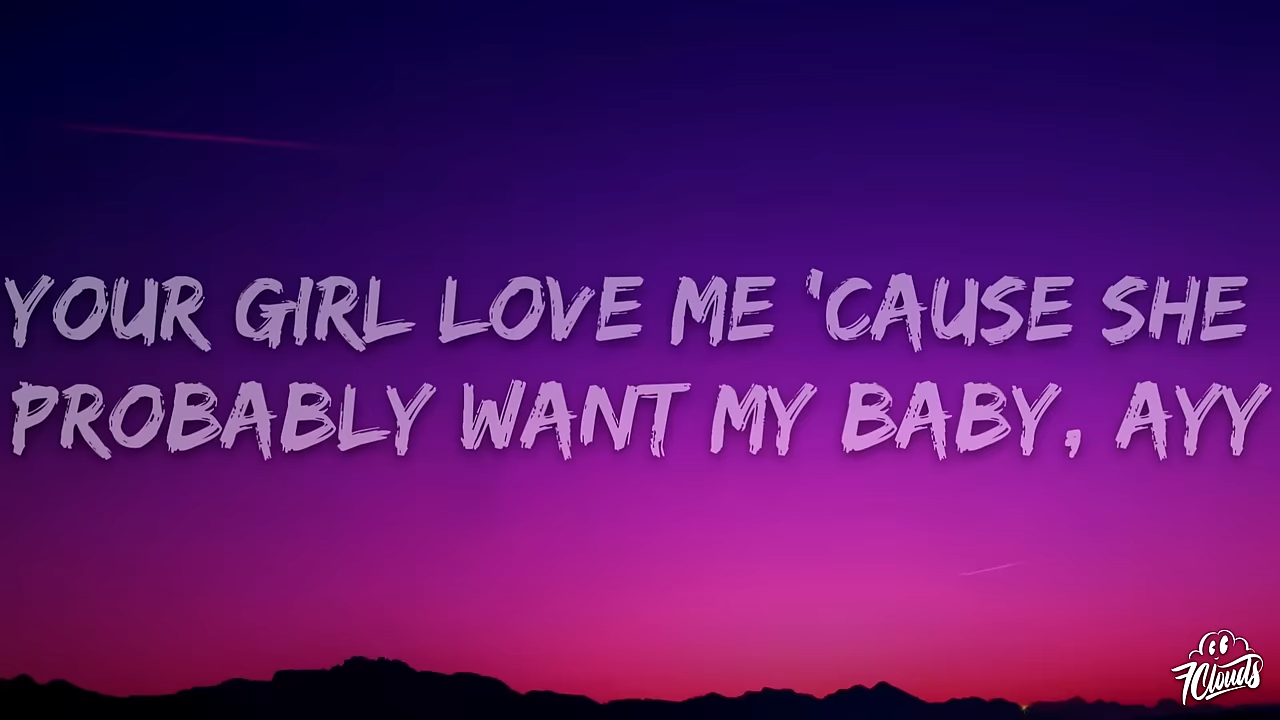 YOUR GIRL LOVE ME 'CAUSE SHE
PROBABLY WANT MY BABY, AYY
7Clouds